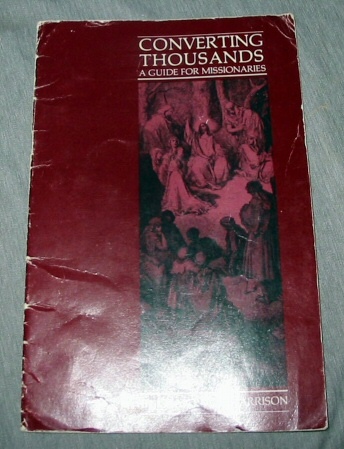 CONVERTING
THOUSANDS
A GUIDE FOR MISSIONARIES